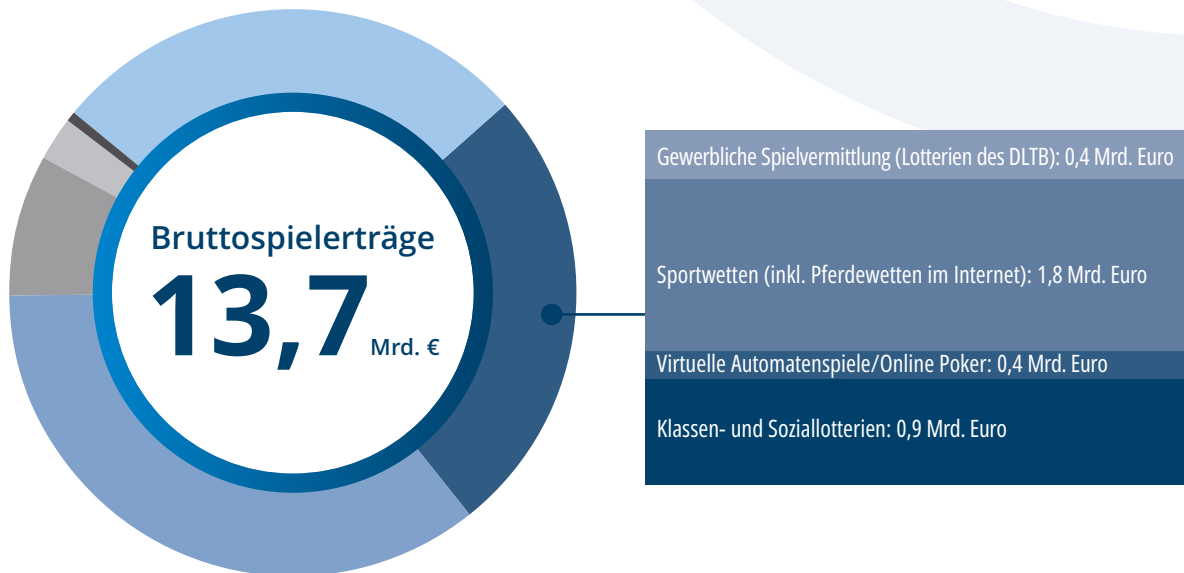 Bruttospielerträge
13,7 Mrd. €
Gewerbliche Spielvermittlung (Lotterien des DLTB): 0,4 Mrd. Euro
Sportwetten (inkl. Pferdewetten im Internet): 1,8 Mrd. Euro
Virtuelle Automatenspiele/Online Poker: 0,4 Mrd. Euro
Klassen- und Soziallotterien: 0,9 Mrd. Euro